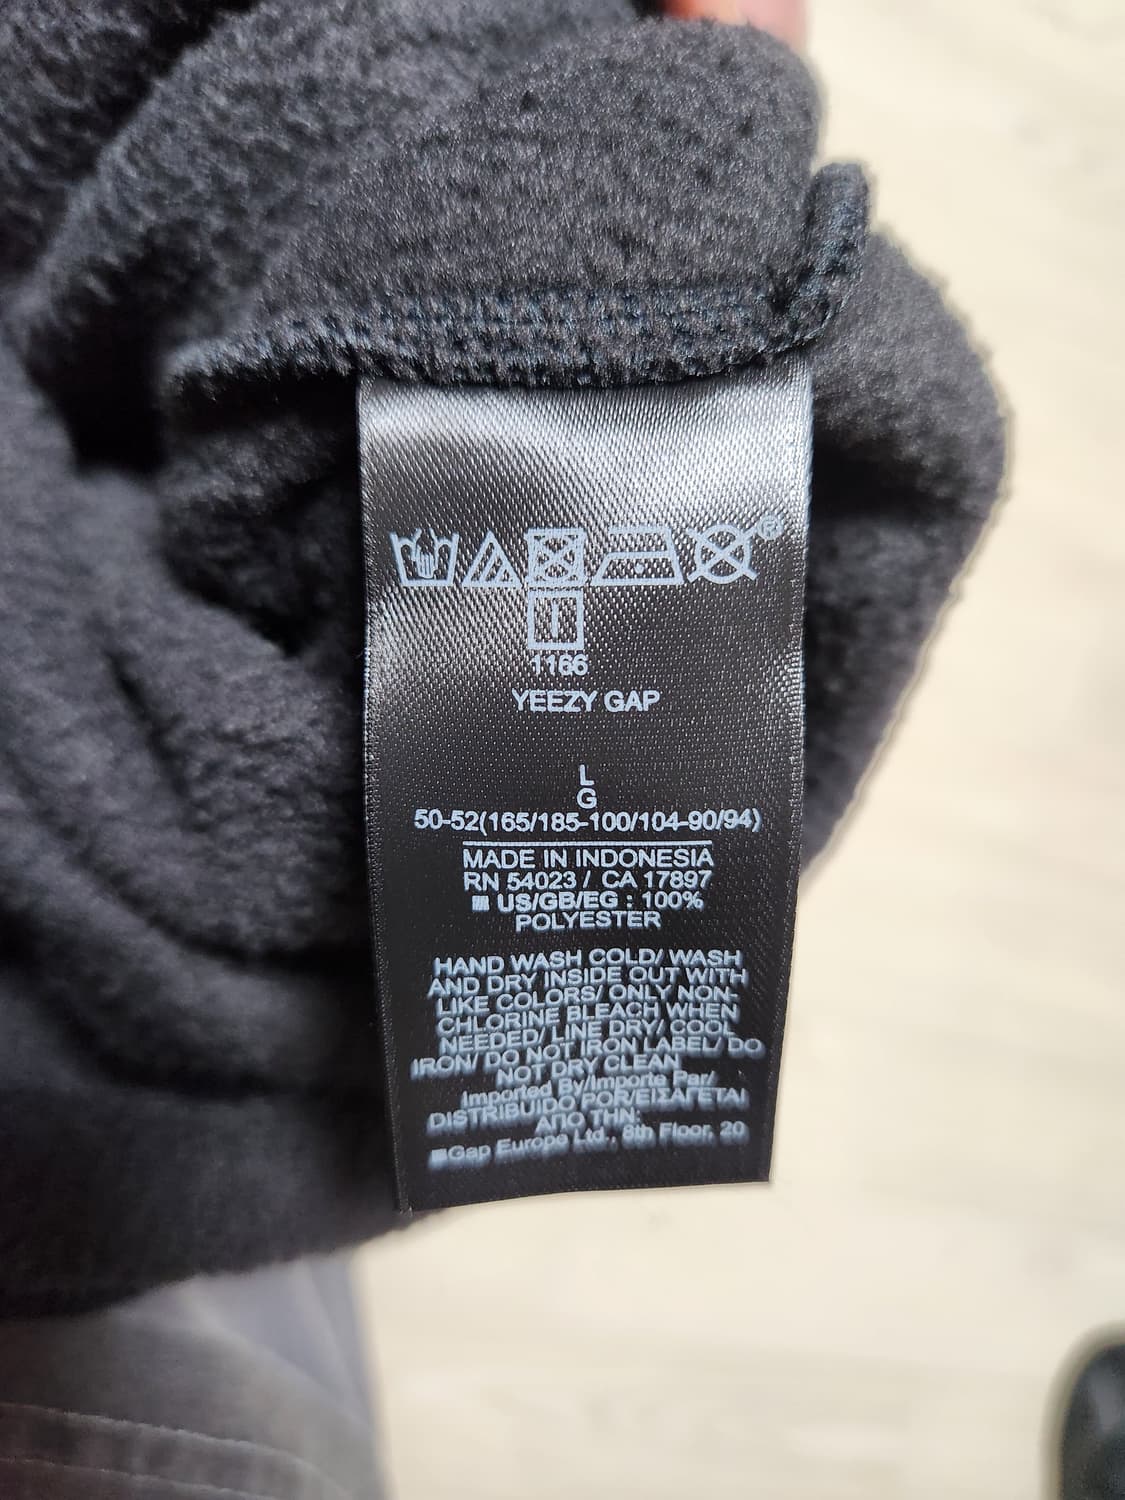 ®
1166
YEEZY GAP
L
G
50-52(165/185-100/104-90/94)
MADE IN INDONESIA
RN 54023 / CA 17897
US/GB/EG : 100%
POLYESTER
HAND WASH COLD/ WASH
AND DRY INSIDE OUT WITH
LIKE COLORS/ ONLY NON-
CHLORINE BLEACH WHEN
NEEDED/ LINE DRY/ COOL
IRON/ DO NOT IRON LABEL/ DO
NOT DRY CLEAN
Imported By/Importe Par/
DISTRIBUIDO POR/ΕΙΣΑΓΕΤΑΙ
ΑΠΟ ΤΗΝ:
Gap Europe Ltd., 8th Floor, 20